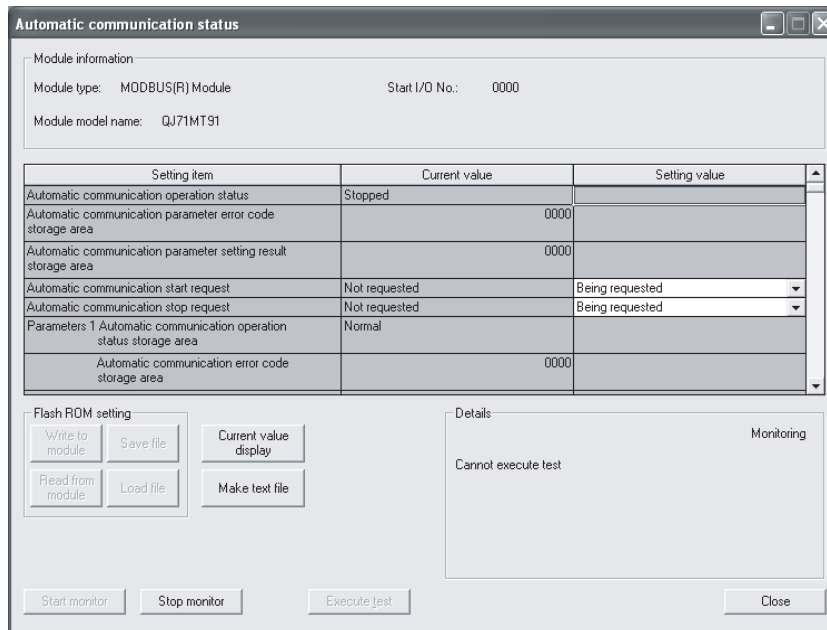 Automatic communication status
Module information
Module type: MODBUS(R) Module Start I/O No.: 0000
Module model name: QJ71MT91
Setting item Current value Setting value
Automatic communication operation status Stopped
Automatic communication parameter error code 0000
storage area
Automatic communication parameter setting result 0000
storage area
Automatic communication start request Not requested Being requested
Automatic communication stop request Not requested Being requested
Parameters 1 Automatic communication operation Normal
status storage area
Automatic communication error code 0000
storage area
Flash ROM setting
Write to
module
Save file
Current value
display
Read from
module
Load file
Make text file
Details
Monitoring
Cannot execute test
Start monitor
Stop monitor
Execute test
Close